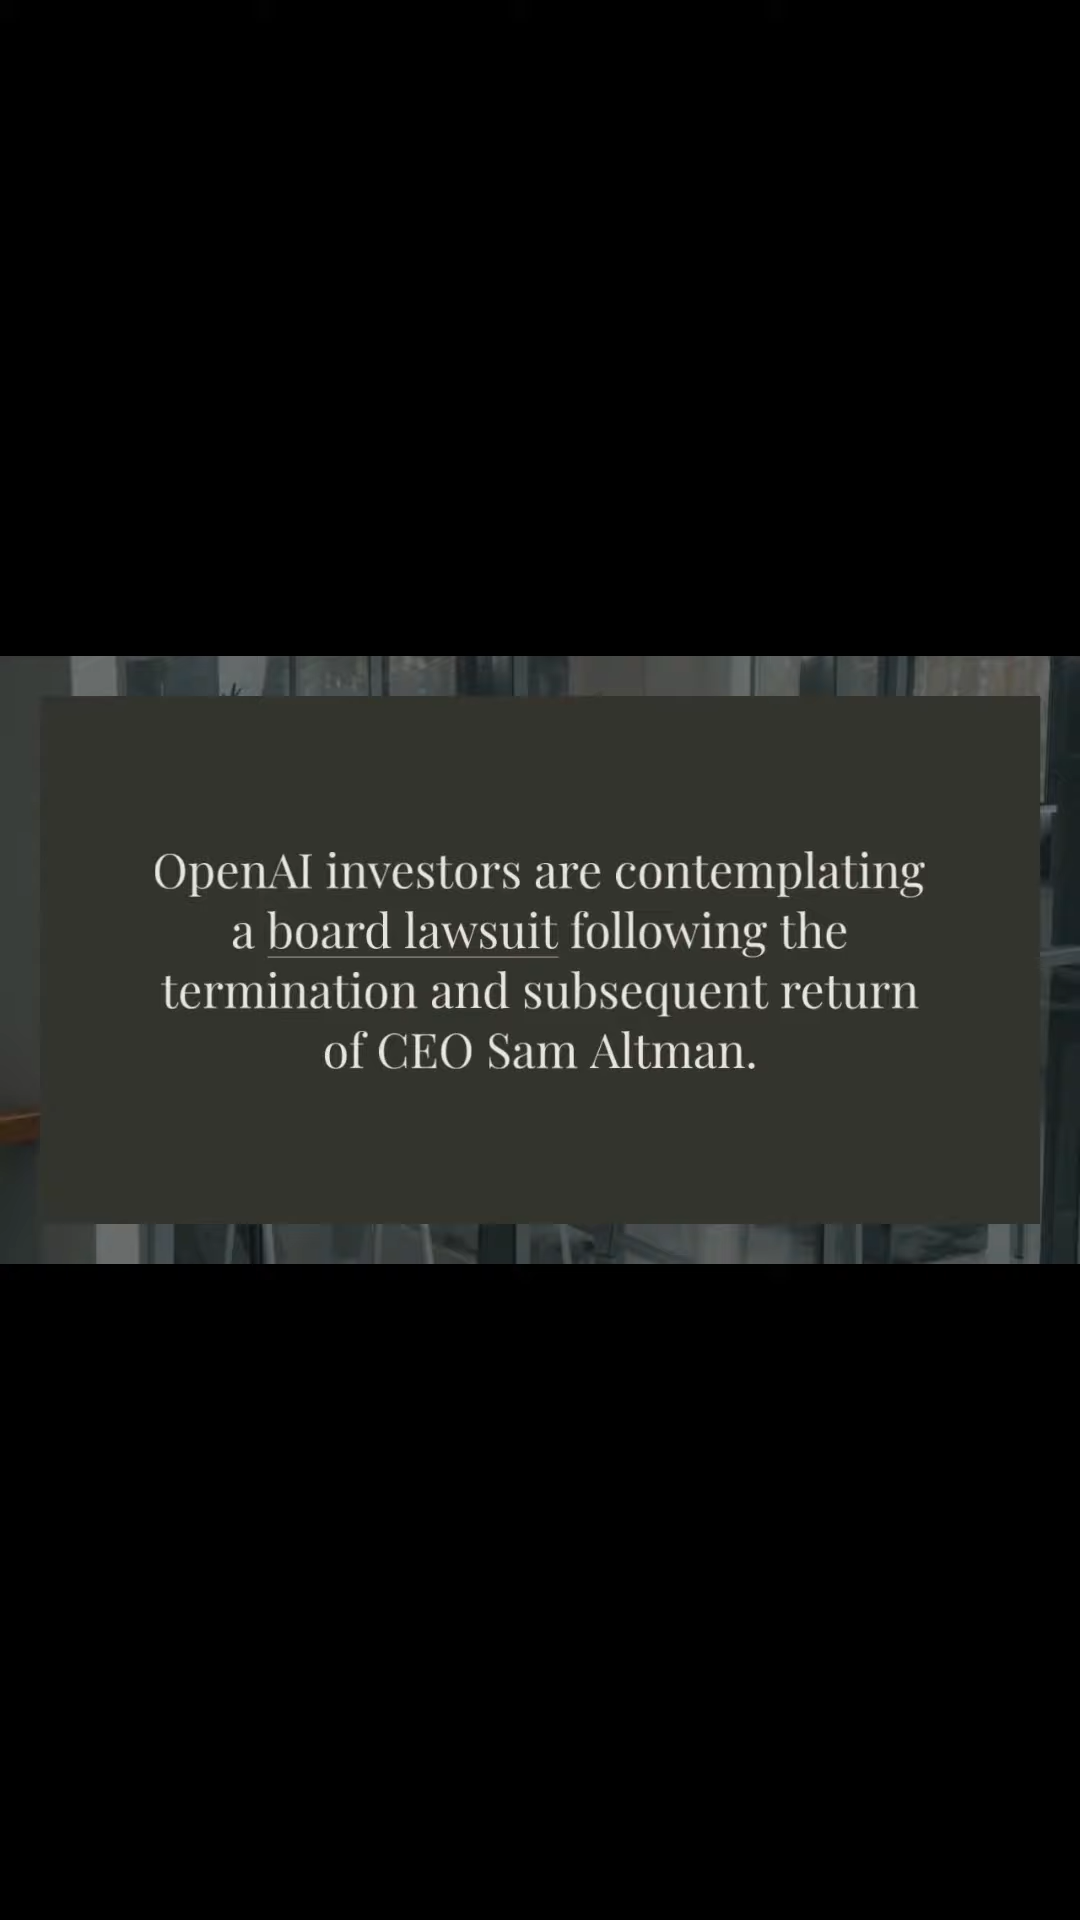 OpenAI investors are contemplating
a board lawsuit following the
termination and subsequent return
of CEO Sam Altman.